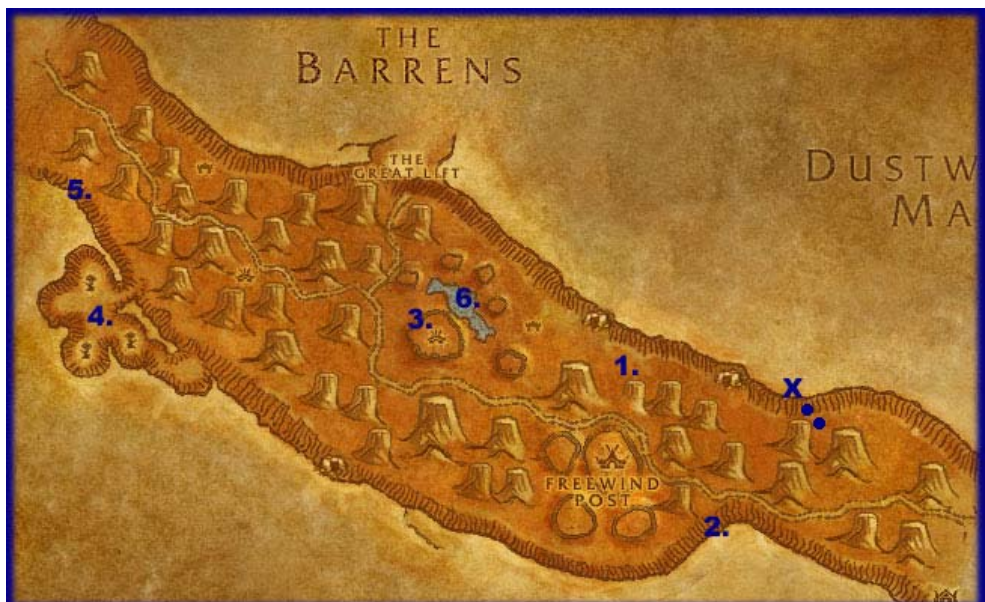 THE
BARRENS
DUSTW
MA
THE
GREAT LIFT
5.
6.
4.
3.
1.
X
FREEWIND
POST
2.